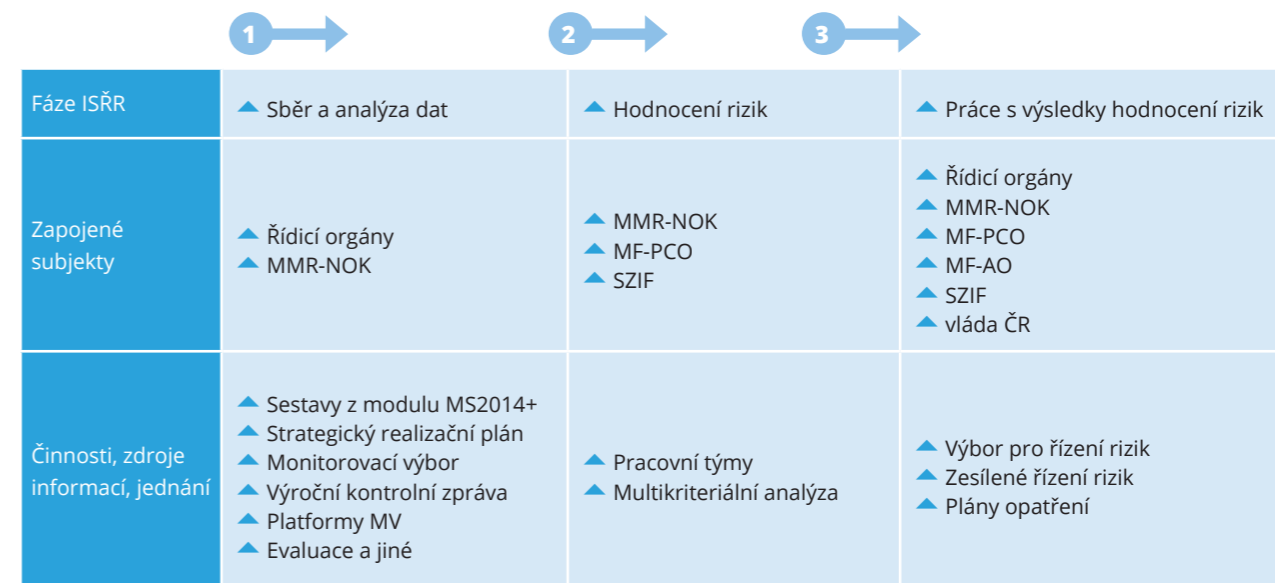 1
2
3
Fáze ISŘR
Sběr a analýza dat
Hodnocení rizik
Práce s výsledky hodnocení rizik
Zapojené
subjekty
Řídicí orgány
MMR-NOK
MMR-NOK
MF-PCO
SZIF
Řídicí orgány
MMR-NOK
MF-PCO
MF-AO
SZIF
vláda ČR
Činnosti, zdroje
informací, jednání
Sestavy z modulu MS2014+
Strategický realizační plán
Monitorovací výbor
Výroční kontrolní zpráva
Platformy MV
Evaluace a jiné
Pracovní týmy
Multikriteriální analýza
Výbor pro řízení rizik
Zesílené řízení rizik
Plány opatření